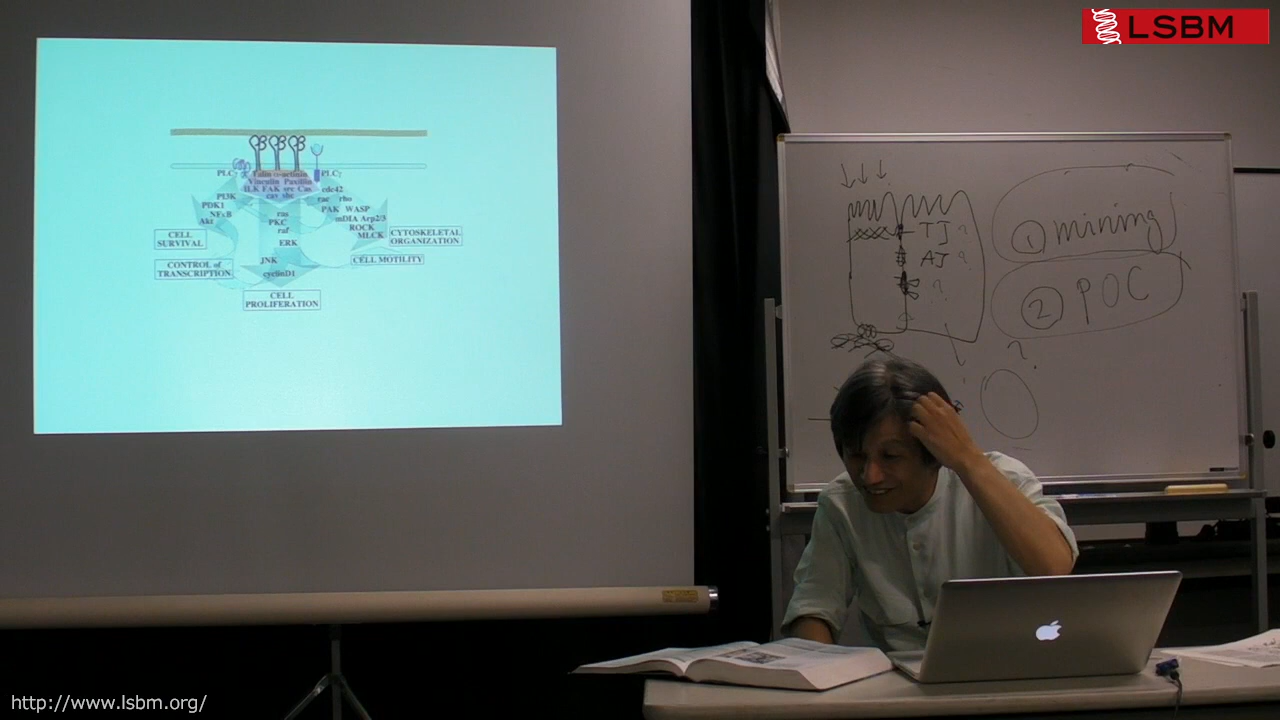 LSBM
PLCγ
Talin α-actinin
PLCγ
Vinculin Paxillin
ILK FAK src Cas
cav shc
cdc42
rac rho
PI3K
PDK1
NFκB
Akt
ras
PKC
raf
ERK
PAK WASP
mDIA Arp2/3
ROCK
MLCK
CELL
SURVIVAL
CYTOSKELETAL
ORGANIZATION
CONTROL of
TRANSCRIPTION
JNK
cyclinD1
CELL MOTILITY
CELL
PROLIFERATION
TJ ?
AJ ?
?
?
① mining
② POC
http://www.lsbm.org/